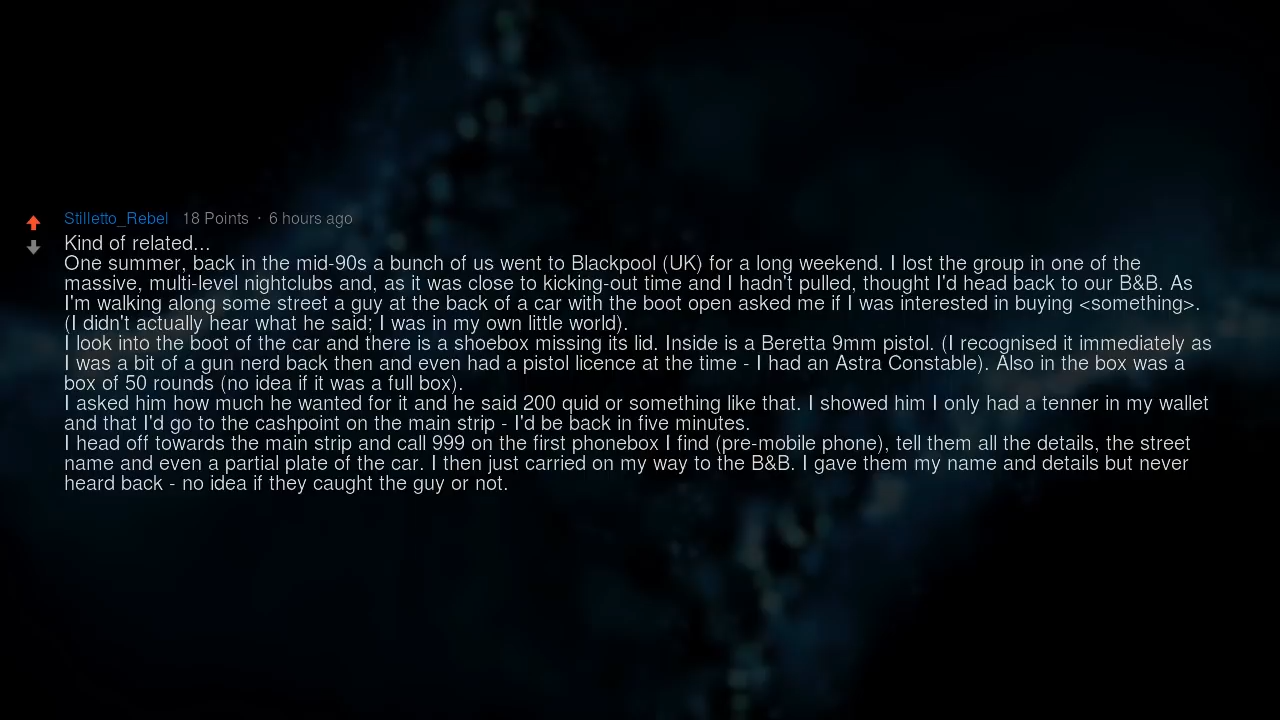 Stilletto_Rebel 18 Points · 6 hours ago
Kind of related...
One summer, back in the mid-90s a bunch of us went to Blackpool (UK) for a long weekend. I lost the group in one of the
massive, multi-level nightclubs and, as it was close to kicking-out time and I hadn't pulled, thought I'd head back to our B&B. As
I'm walking along some street a guy at the back of a car with the boot open asked me if I was interested in buying <something>.
(I didn't actually hear what he said; I was in my own little world).
I look into the boot of the car and there is a shoebox missing its lid. Inside is a Beretta 9mm pistol. (I recognised it immediately as
I was a bit of a gun nerd back then and even had a pistol licence at the time - I had an Astra Constable). Also in the box was a
box of 50 rounds (no idea if it was a full box).
I asked him how much he wanted for it and he said 200 quid or something like that. I showed him I only had a tenner in my wallet
and that I'd go to the cashpoint on the main strip - I'd be back in five minutes.
I head off towards the main strip and call 999 on the first phonebox I find (pre-mobile phone), tell them all the details, the street
name and even a partial plate of the car. I then just carried on my way to the B&B. I gave them my name and details but never
heard back - no idea if they caught the guy or not.